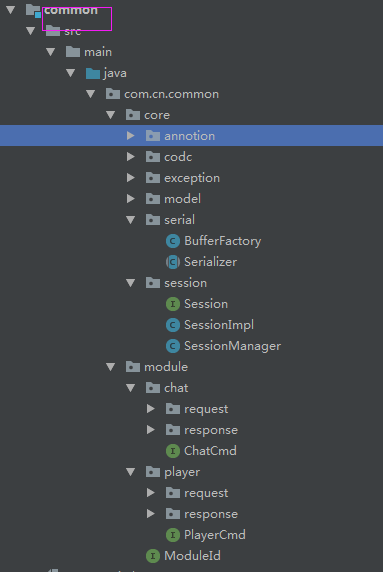 common
src
main
java
com.cn.common
core
annotion
codc
exception
model
serial
BufferFactory
Serializer
session
Session
SessionImpl
SessionManager
module
chat
request
response
ChatCmd
player
request
response
PlayerCmd
ModuleId